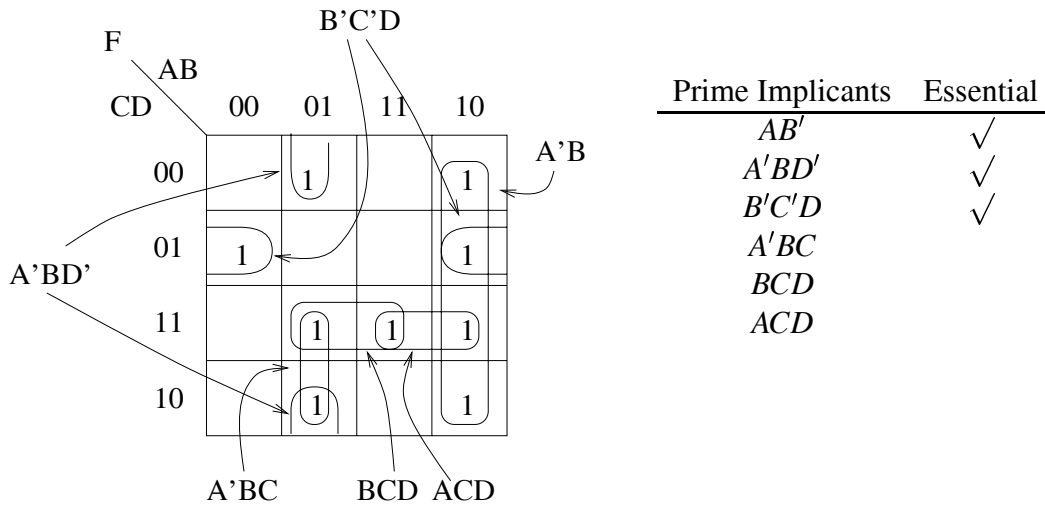 B’C’D
F
AB
CD 00 01 11 10
A’B
00 1 1
01 1 1
A’BD’
11 1 1 1
10 1 1
A’BC BCD ACD
Prime Implicants Essential
AB′ √
A′BD′ √
B′C′D √
A′BC
BCD
ACD